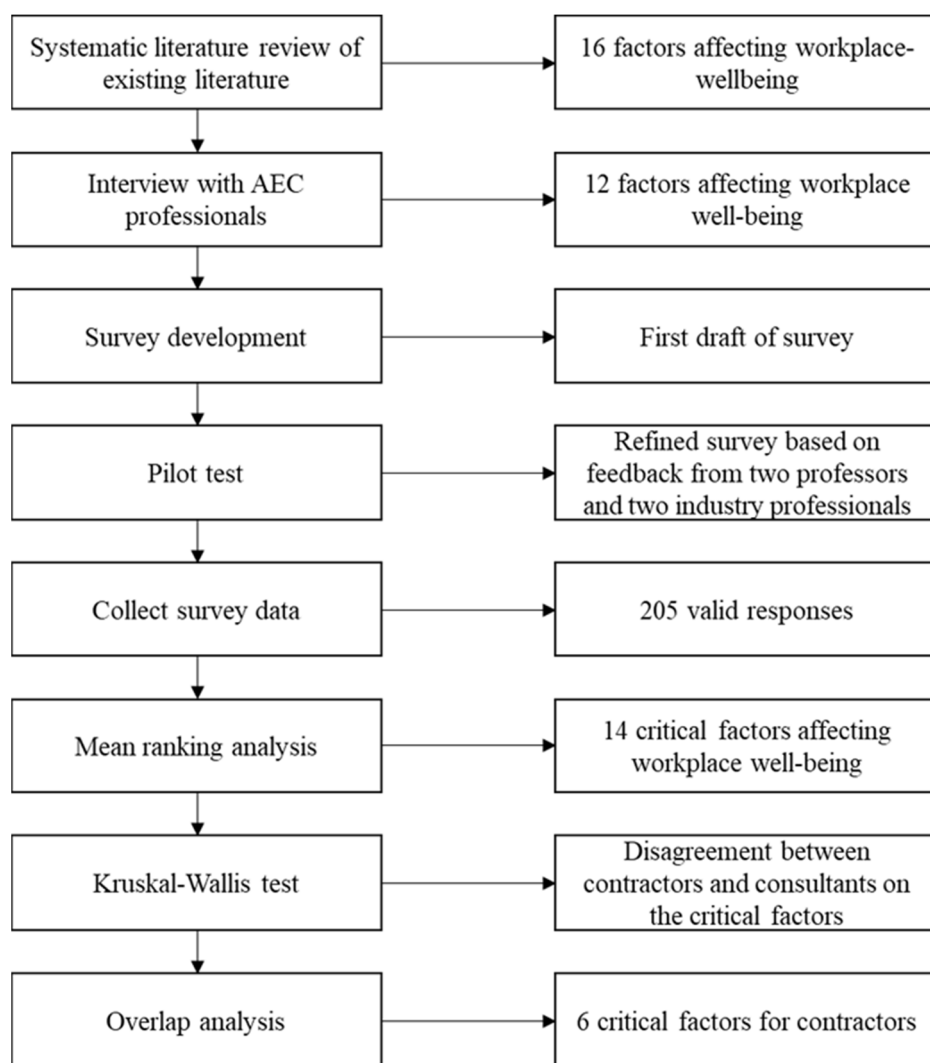 Systematic literature review of
existing literature
16 factors affecting workplace-
wellbeing
Interview with AEC
professionals
12 factors affecting workplace
well-being
Survey development
First draft of survey
Pilot test
Refined survey based on
feedback from two professors
and two industry professionals
Collect survey data
205 valid responses
Mean ranking analysis
14 critical factors affecting
workplace well-being
Kruskal-Wallis test
Disagreement between
contractors and consultants on
the critical factors
Overlap analysis
6 critical factors for contractors